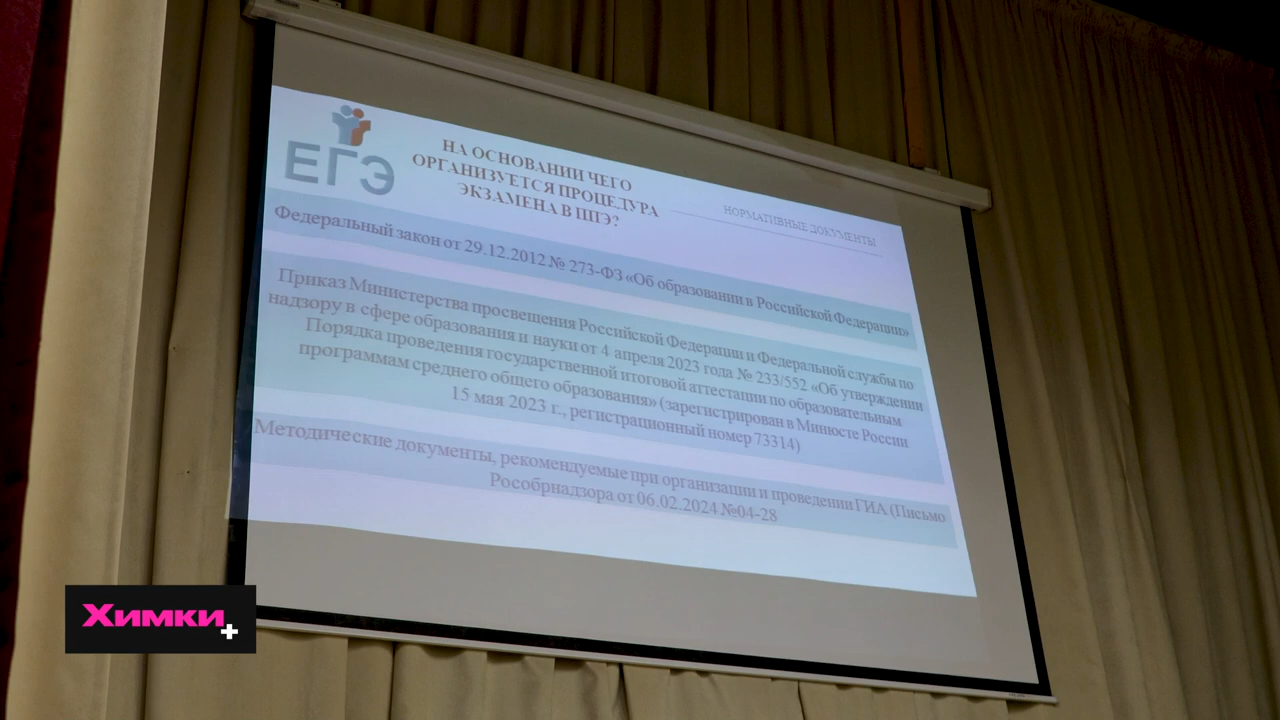 ЕГЭ
НА ОСНОВАНИИ ЧЕГО
ОРГАНИЗУЕТСЯ ПРОЦЕДУРА
ЭКЗАМЕНА В ППЭ?
НОРМАТИВНЫЕ ДОКУМЕНТЫ
Федеральный закон от 29.12.2012 № 273-ФЗ «Об образовании в Российской Федерации»
Приказ Министерства просвещения Российской Федерации и Федеральной службы по
надзору в сфере образования и науки от 4 апреля 2023 года № 233/552 «Об утверждении
Порядка проведения государственной итоговой аттестации по образовательным
программам среднего общего образования» (зарегистрирован в Минюсте России
15 мая 2023 г., регистрационный номер 73314)
Методические документы, рекомендуемые при организации и проведении ГИА (Письмо
Рособрнадзора от 06.02.2024 №04-28
Химки+